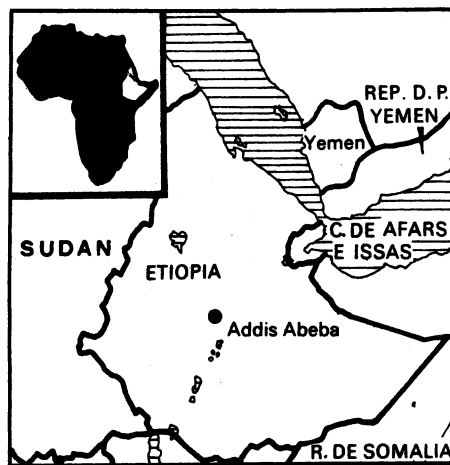 REP. D. P.
YEMEN
Yemen
C. DE AFARS
E ISSAS
SUDAN
ETIOPIA
Addis Abeba
R. DE SOMALIA